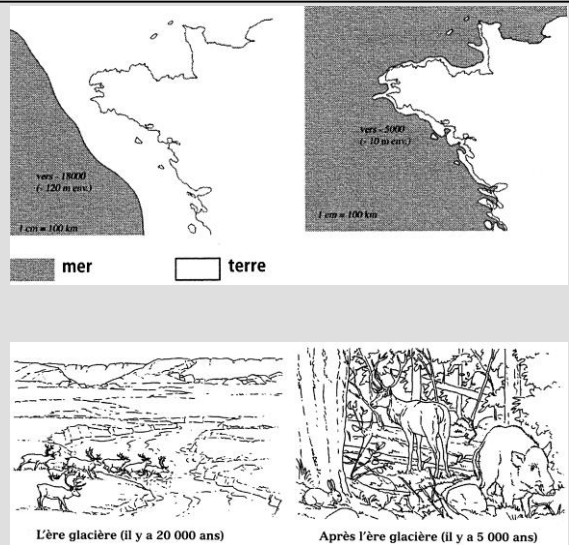 vers - 18000
(- 120 m env.)
1 cm = 100 km
vers - 5000
(- 10 m env.)
1 cm = 100 km
mer
terre
L'ère glacière (il y a 20 000 ans)
Après l'ère glacière (il y a 5 000 ans)